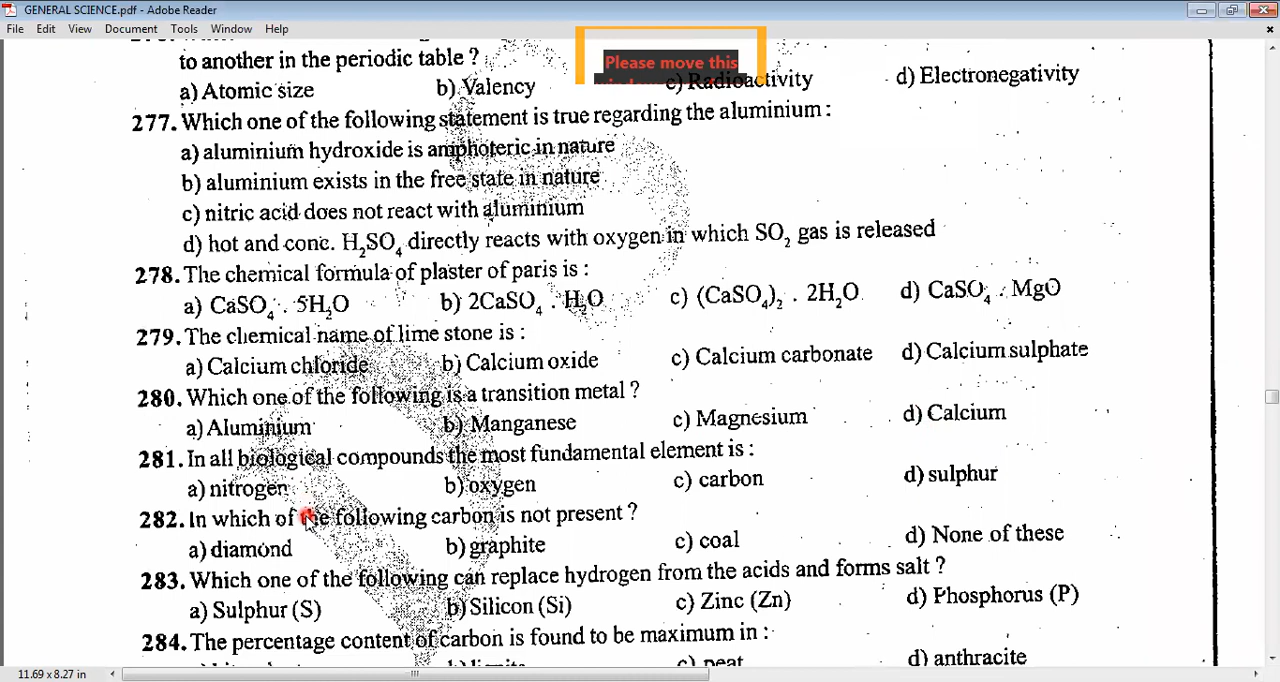 GENERAL SCIENCE.pdf - Adobe Reader
File Edit View Document Tools Window Help
to another in the periodic table ?
Please move this
a) Atomic size b) Valency c) Radioactivity d) Electronegativity
277. Which one of the following statement is true regarding the aluminium :
a) aluminium hydroxide is amphoteric in nature
b) aluminium exists in the free state in nature
c) nitric acid does not react with aluminium
d) hot and conc. H₂SO₄ directly reacts with oxygen in which SO₂ gas is released
278. The chemical formula of plaster of paris is :
a) CaSO₄ . 5H₂O b) 2CaSO₄ . H₂O c) (CaSO₄)₂ . 2H₂O d) CaSO₄ . MgO
279. The chemical name of lime stone is :
a) Calcium chloride b) Calcium oxide c) Calcium carbonate d) Calcium sulphate
280. Which one of the following is a transition metal ?
a) Aluminium b) Manganese c) Magnesium d) Calcium
281. In all biological compounds the most fundamental element is :
a) nitrogen b) oxygen c) carbon d) sulphur
282. In which of the following carbon is not present ?
a) diamond b) graphite c) coal d) None of these
283. Which one of the following can replace hydrogen from the acids and forms salt ?
a) Sulphur (S) b) Silicon (Si) c) Zinc (Zn) d) Phosphorus (P)
284. The percentage content of carbon is found to be maximum in :
b) lignite c) peat d) anthracite
11.69 x 8.27 in